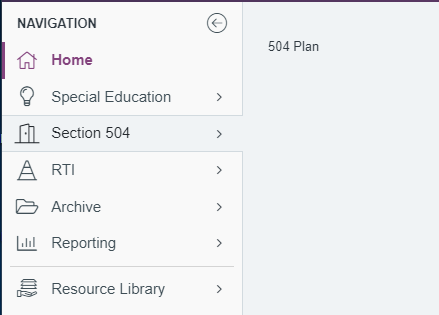 NAVIGATION
Home
Special Education
Section 504
RTI
Archive
Reporting
Resource Library
504 Plan